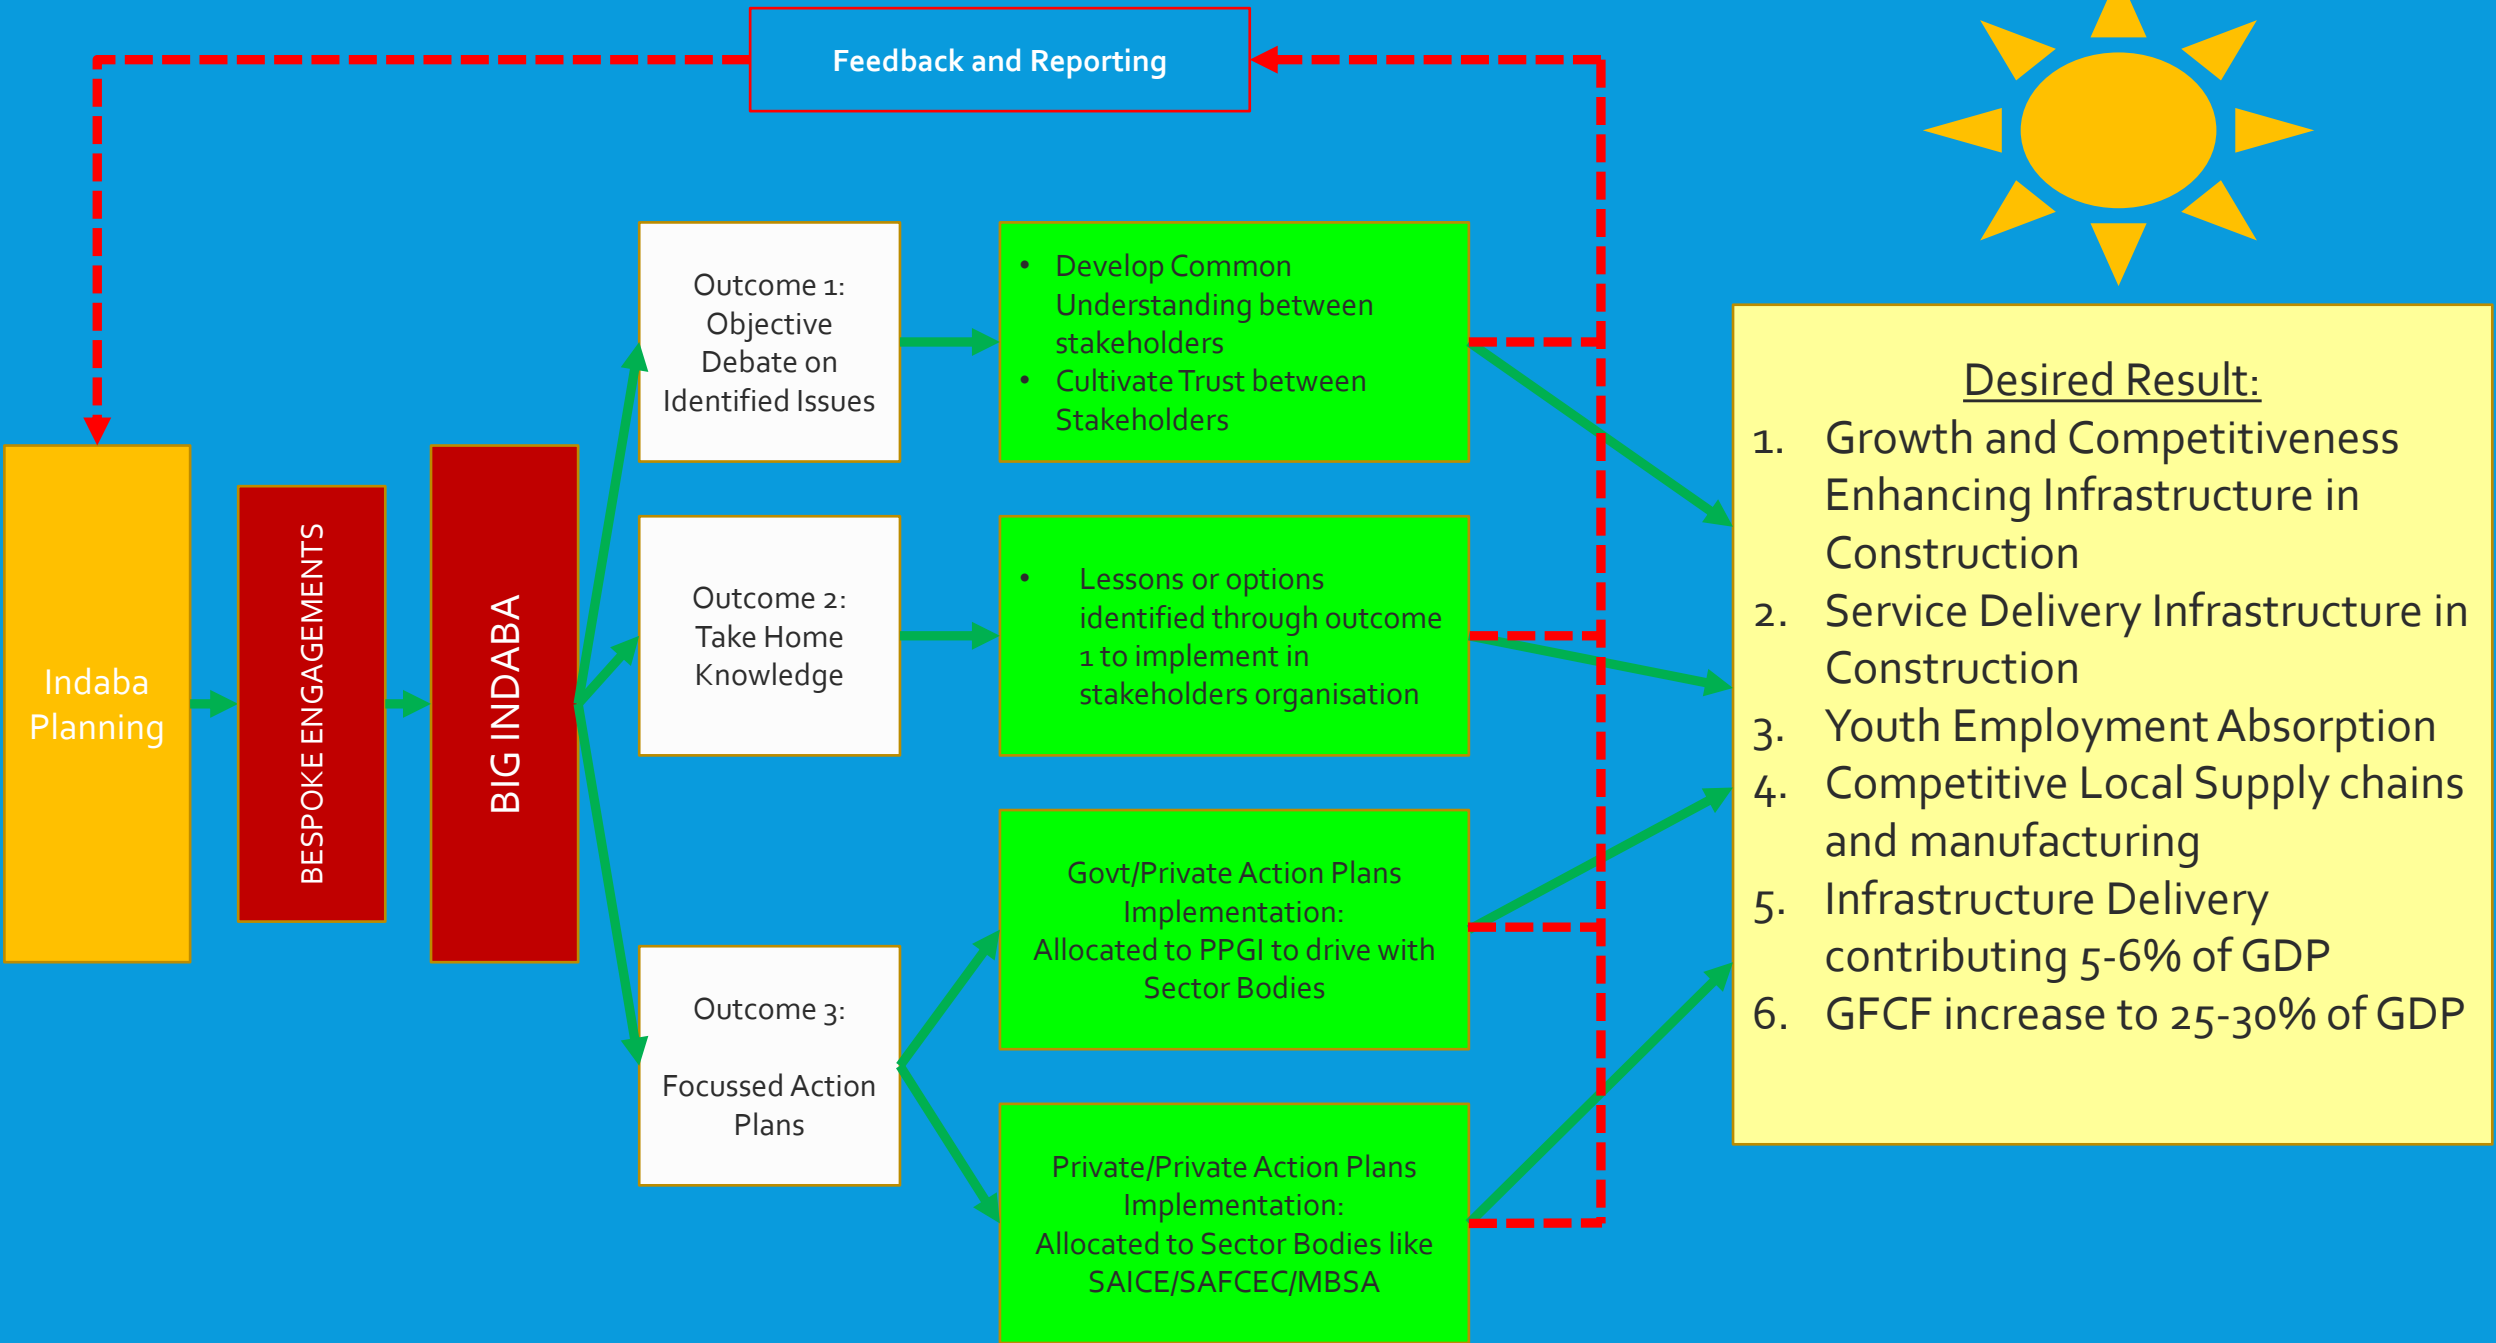 Feedback and Reporting
Indaba
Planning
BESPOKE ENGAGEMENTS
BIG INDABA
Outcome 1:
Objective
Debate on
Identified Issues
• Develop Common
Understanding between
stakeholders
• Cultivate Trust between
Stakeholders
Outcome 2:
Take Home
Knowledge
• Lessons or options
identified through outcome
1 to implement in
stakeholders organisation
Outcome 3:
Focussed Action
Plans
Govt/Private Action Plans
Implementation:
Allocated to PPGI to drive with
Sector Bodies
Private/Private Action Plans
Implementation:
Allocated to Sector Bodies like
SAICE/SAFCEC/MBSA
Desired Result:
1. Growth and Competitiveness
Enhancing Infrastructure in
Construction
2. Service Delivery Infrastructure in
Construction
3. Youth Employment Absorption
4. Competitive Local Supply chains
and manufacturing
5. Infrastructure Delivery
contributing 5-6% of GDP
6. GFCF increase to 25-30% of GDP